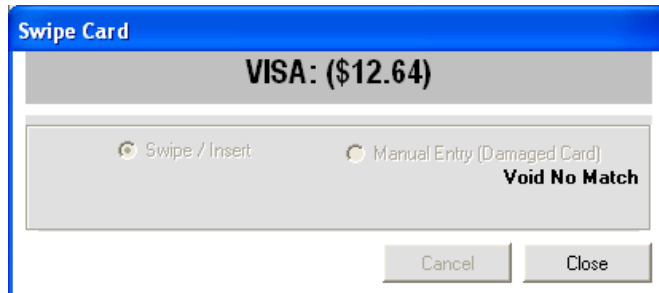 Swipe Card
VISA: ($12.64)
Swipe / Insert
Manual Entry (Damaged Card)
Void No Match
Cancel
Close